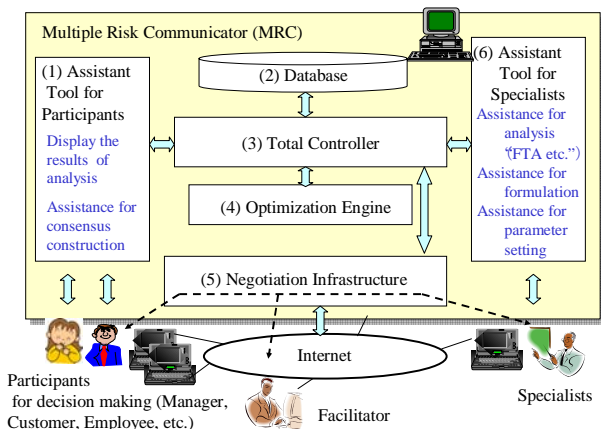 Multiple Risk Communicator (MRC)
(1) Assistant
Tool for
Participants
Display the
results of
analysis
Assistance for
consensus
construction
(2) Database
(3) Total Controller
(4) Optimization Engine
(5) Negotiation Infrastructure
(6) Assistant
Tool for
Specialists
Assistance for
analysis
“FTA etc.”)
Assistance for
formulation
Assistance for
parameter
setting
Internet
Participants
for decision making (Manager,
Customer, Employee, etc.)
Facilitator
Specialists